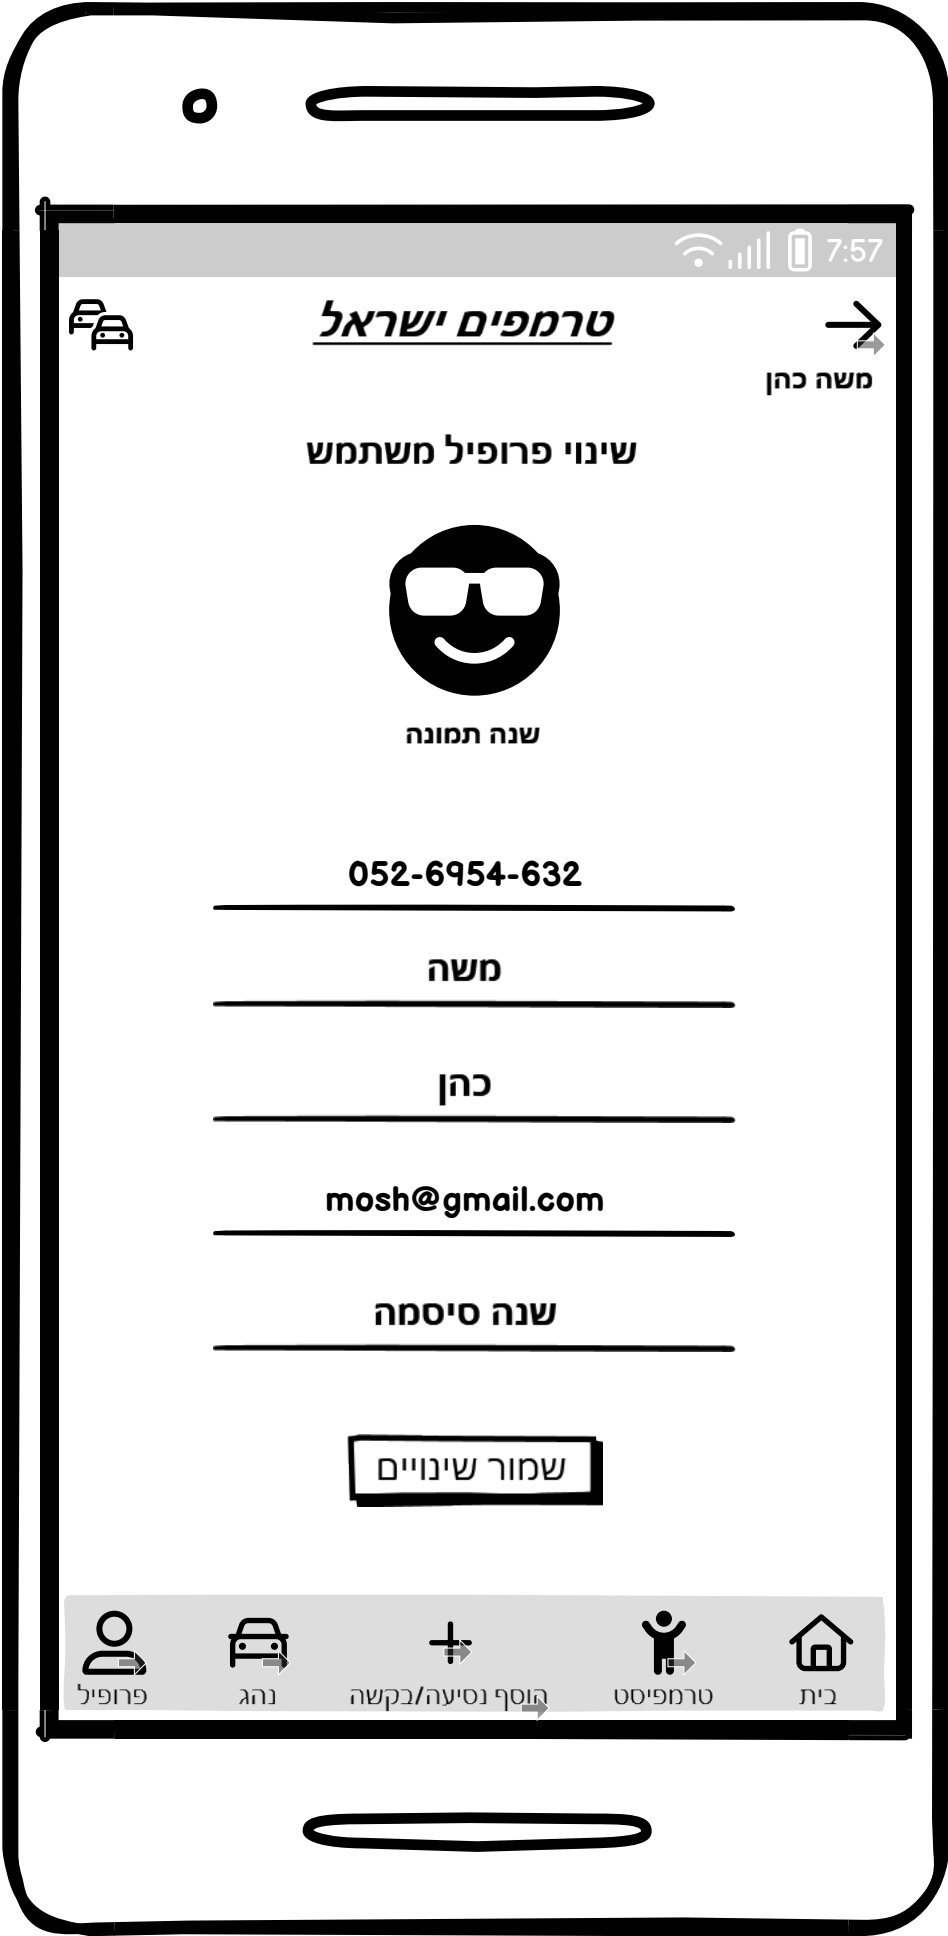 7:57
טרמפים ישראל
משה כהן
שינוי פרופיל משתמש
שנה תמונה
052-6954-632
משה
כהן
mosh@gmail.com
שנה סיסמה
שמור שינויים
בית טרמפיסט הוסף נסיעה/בקשה נהג פרופיל